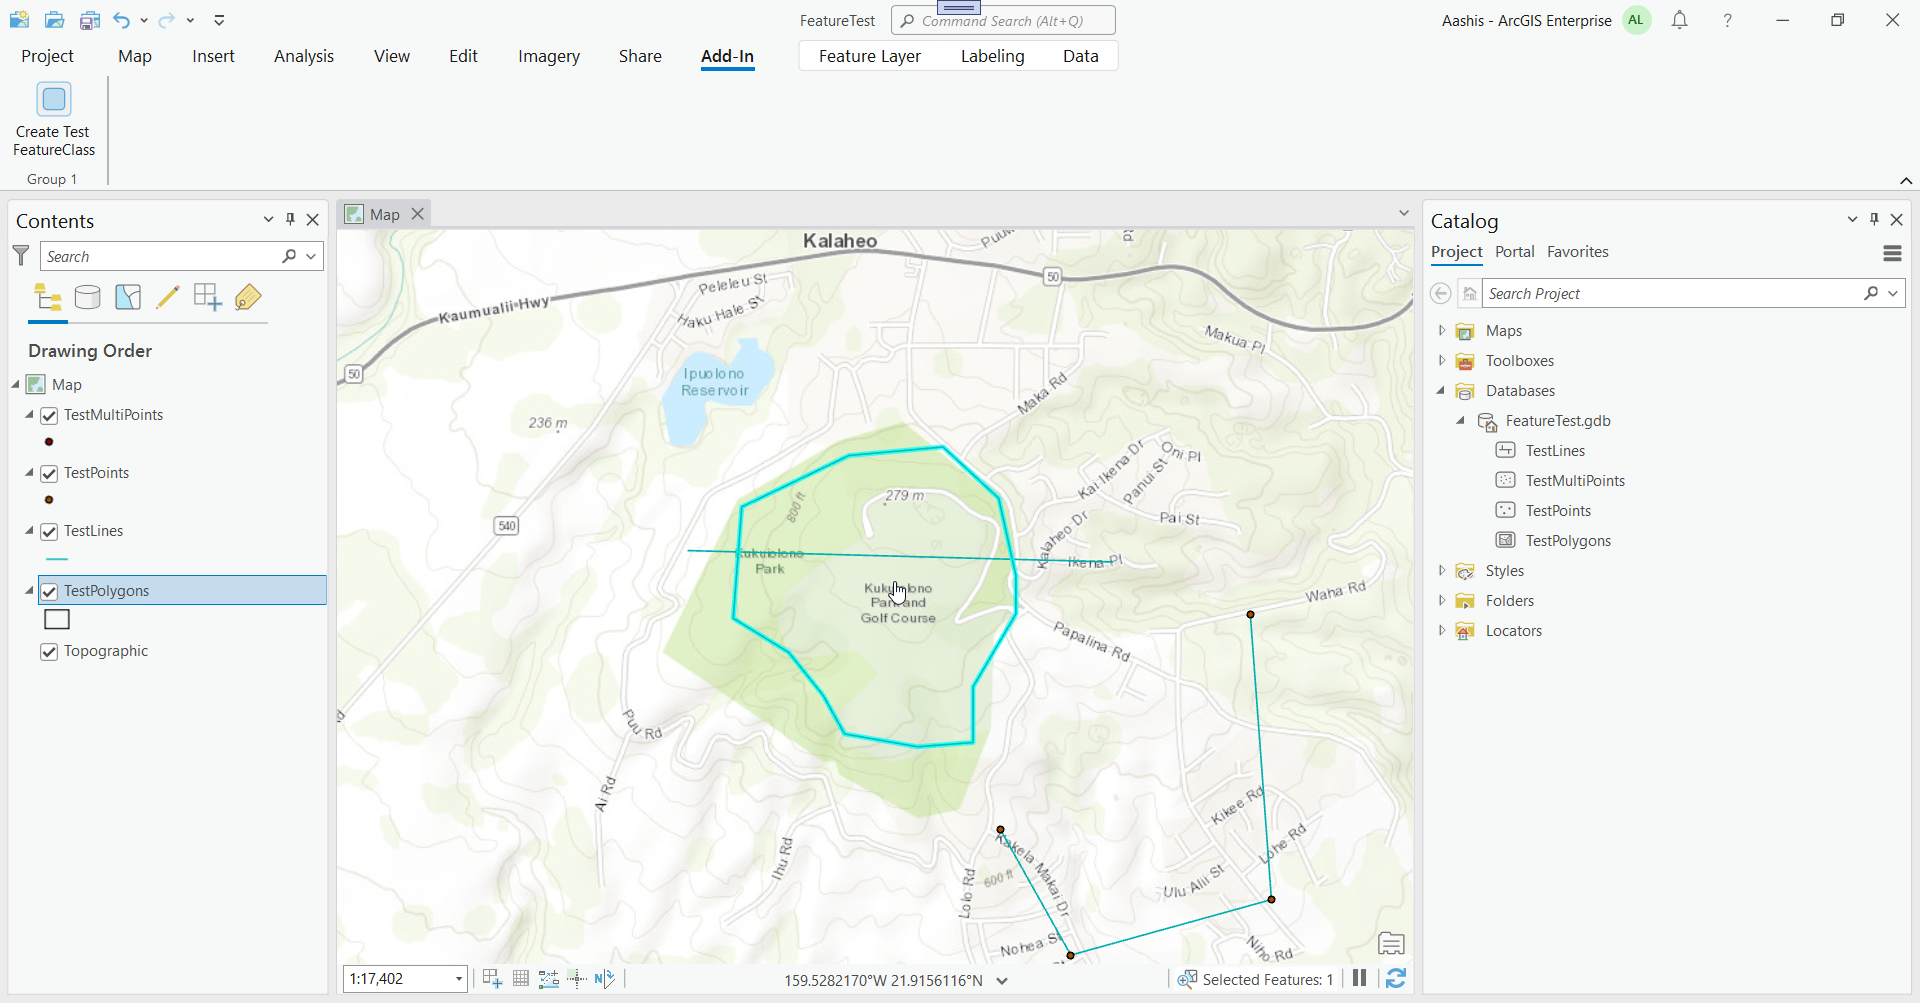 FeatureTest
Command Search (Alt+Q)
Aashis - ArcGIS Enterprise
AL
?
Project
Map
Insert
Analysis
View
Edit
Imagery
Share
Add-In
Feature Layer
Labeling
Data
Create Test
FeatureClass
Group 1
Contents
Search
Drawing Order
Map
TestMultiPoints
TestPoints
TestLines
TestPolygons
Topographic
Map
Kalaheo
50
Peleleu St
Haku Hale St
Kaumualii Hwy
Makua Pl
50
Ipuolono
Reservoir
Maka Rd
236 m
Kai Ikena Dr
Oni Pl
Panui St
279 m
800 ft
540
Pai St
Kalaheo Dr
Ikena Pl
Kukuiolono
Park
Golf Course
Waha Rd
Papalina Rd
Puu Rd
Ai Rd
Kikee Rd
Ihu Rd
Kakela Makai Dr
Lohe Rd
600 ft
Ulu Alii St
Lolo Rd
Nohea St
Niho Rd
1:17,402
159.5282170°W 21.9156116°N
Selected Features: 1
Catalog
Project
Portal
Favorites
Search Project
Maps
Toolboxes
Databases
FeatureTest.gdb
TestLines
TestMultiPoints
TestPoints
TestPolygons
Styles
Folders
Locators